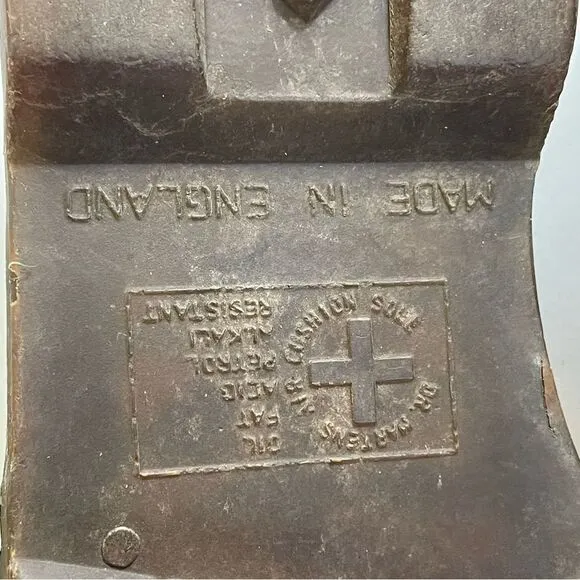 DR. MARTENS
AIR CUSHION SOLE
OIL
FAT
ACID
PETROL
ALKALI
RESISTANT
MADE IN ENGLAND